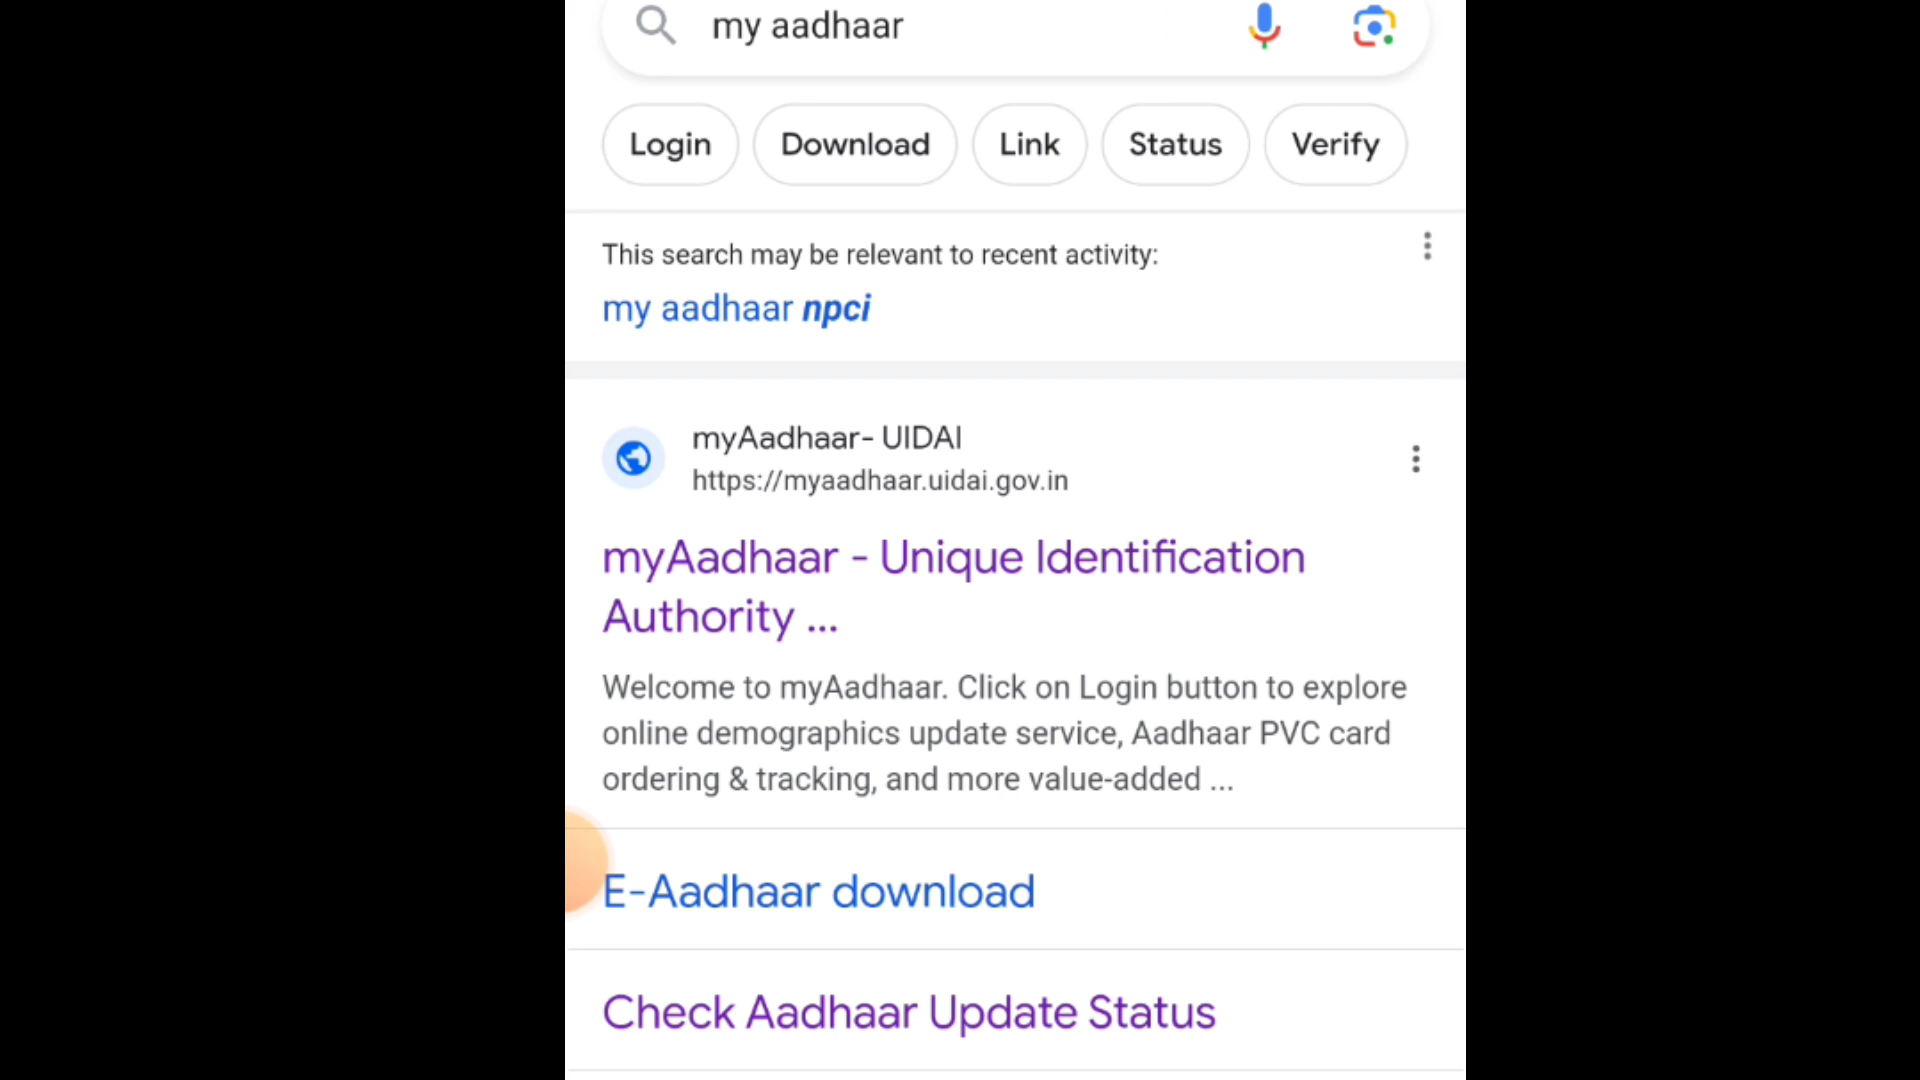 my aadhaar
Login Download Link Status Verify
This search may be relevant to recent activity:
my aadhaar npci
myAadhaar- UIDAI
https://myaadhaar.uidai.gov.in
myAadhaar - Unique Identification
Authority ...
Welcome to myAadhaar. Click on Login button to explore
online demographics update service, Aadhaar PVC card
ordering & tracking, and more value-added ...
E-Aadhaar download
Check Aadhaar Update Status